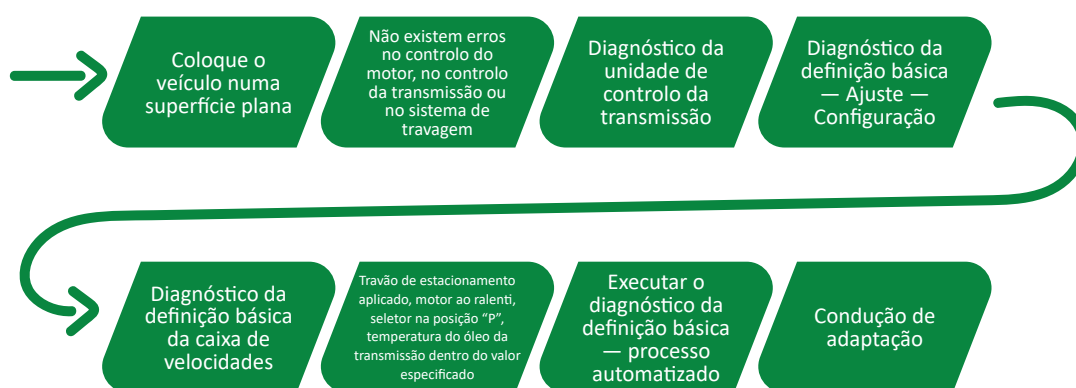 Coloque o
veículo numa
superfície plana
Não existem erros
no controlo do
motor, no controlo
da transmissão ou
no sistema de
travagem
Diagnóstico da
unidade de
controlo da
transmissão
Diagnóstico da
definição básica
— Ajuste —
Configuração
Diagnóstico da
definição básica
da caixa de
velocidades
Travão de estacionamento
aplicado, motor ao ralenti,
seletor na posição “P”,
temperatura do óleo da
transmissão dentro do valor
especificado
Executar o
diagnóstico da
definição básica
— processo
automatizado
Condução de
adaptação